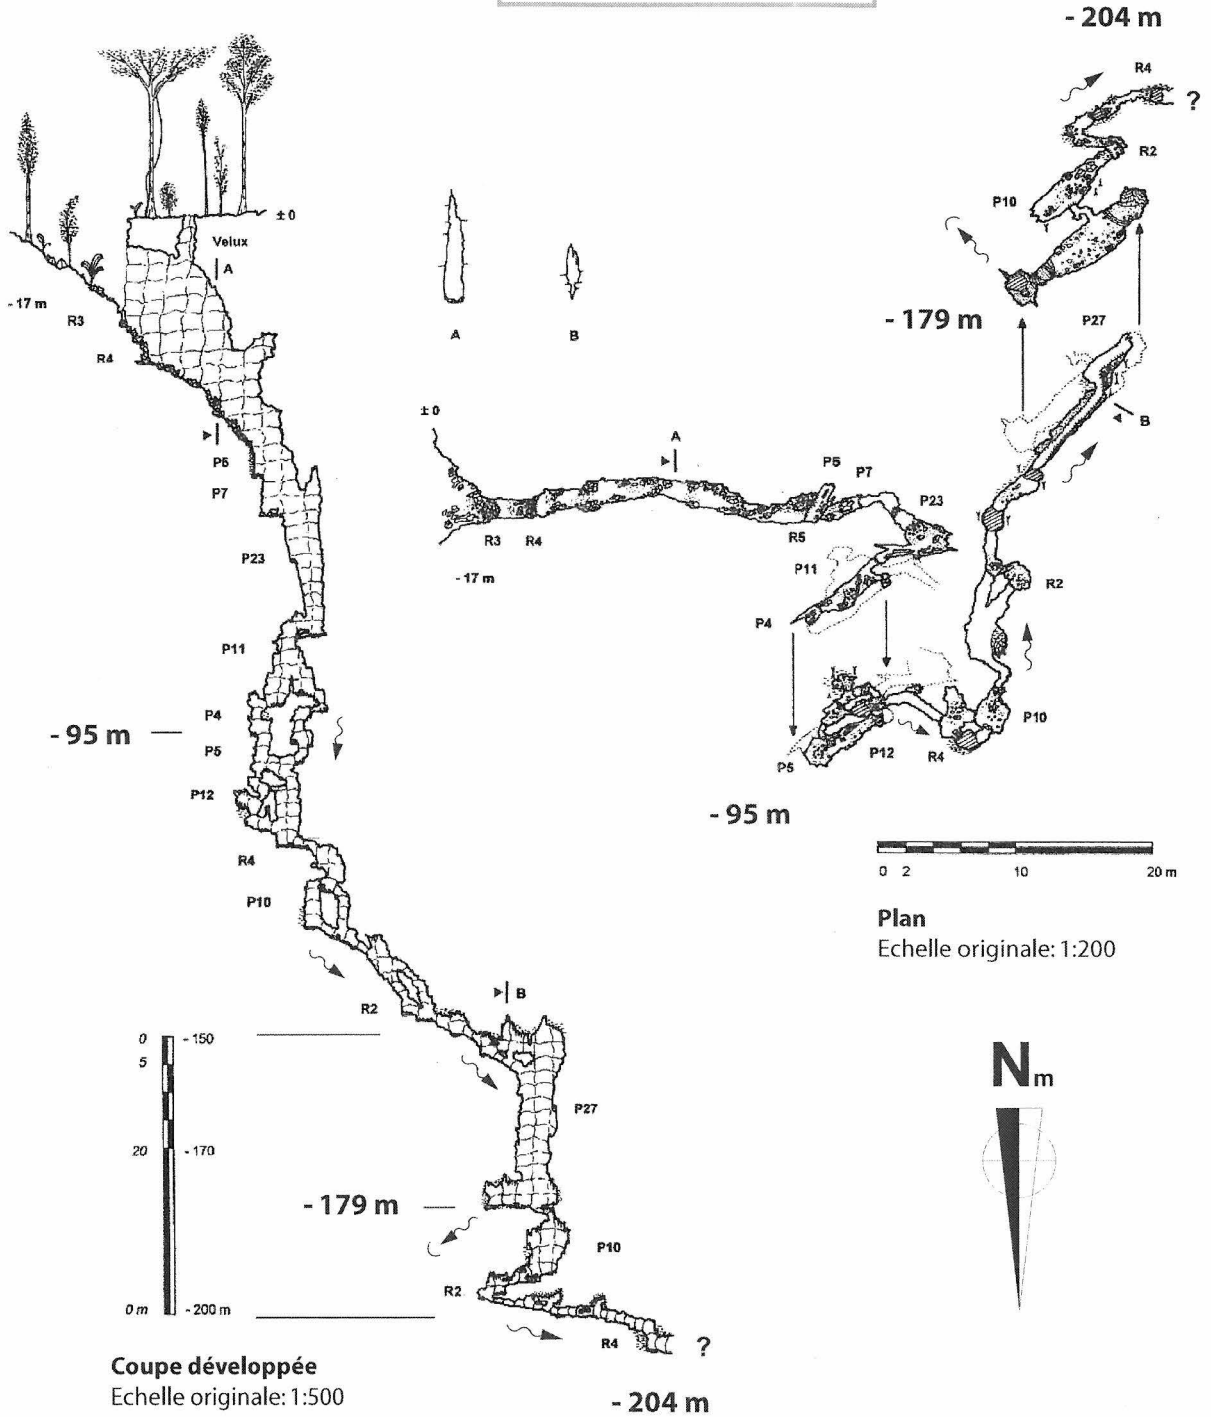 - 204 m
R4
?
R2
P10
± 0
Velux
A
- 17 m
R3
R4
A
B
- 179 m
P27
B
P5
P7
± 0
A
P5
P7
P23
R3
R4
R5
- 17 m
P11
P4
R2
P23
P11
P4
- 95 m
P5
P12
P5
P12
R4
P10
- 95 m
R4
P10
0 2 10 20 m
Plan
Echelle originale: 1:200
R2
B
0 - 150
5
20 - 170
0 m - 200 m
P27
N m
- 179 m
P10
R2
R4
?
Coupe développée
Echelle originale: 1:500
- 204 m